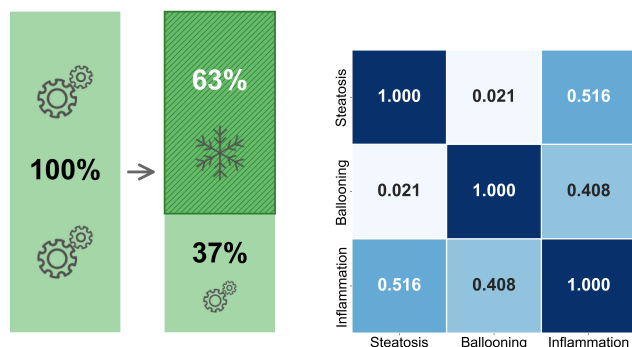 100%
63%
37%
Steatosis
1.000
0.021
0.516
Ballooning
0.021
1.000
0.408
Inflammation
0.516
0.408
1.000
Steatosis
Ballooning
Inflammation